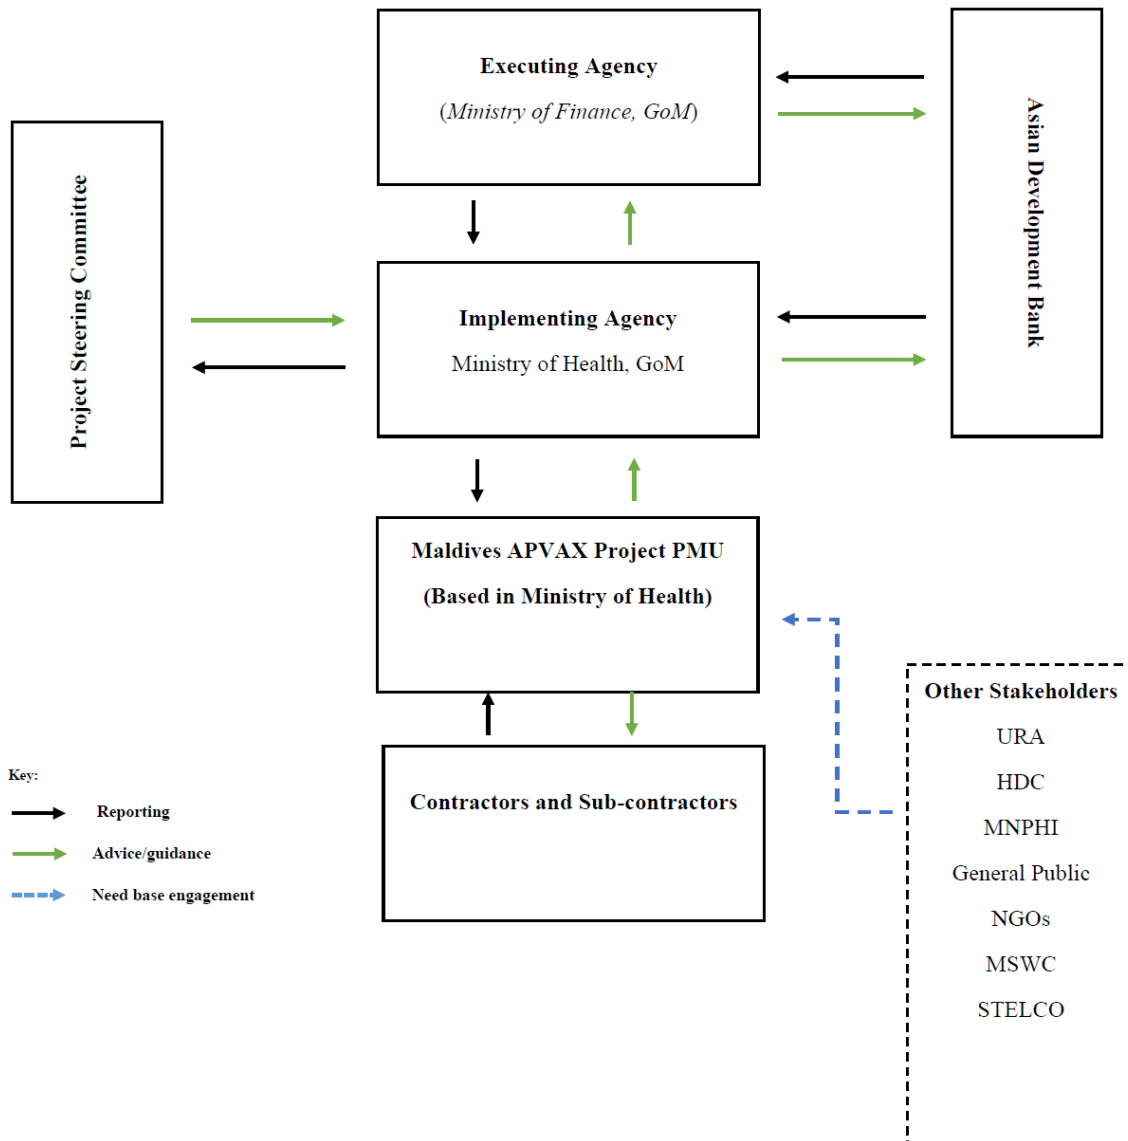 Executing Agency
(Ministry of Finance, GoM)
Asian Development Bank
Project Steering Committee
Implementing Agency
Ministry of Health, GoM
Maldives APVAX Project PMU
(Based in Ministry of Health)
Other Stakeholders
URA
HDC
MNPHI
General Public
NGOs
MSWC
STELCO
Contractors and Sub-contractors
Key:
Reporting
Advice/guidance
Need base engagement